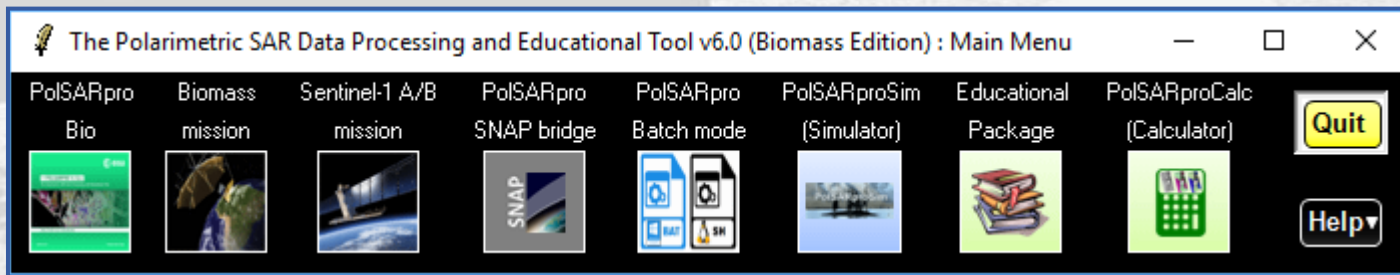 The Polarimetric SAR Data Processing and Educational Tool v6.0 (Biomass Edition) : Main Menu
PolSARpro Biomass Sentinel-1 A/B PolSARpro PolSARpro PolSARproSim Educational PolSARproCalc
Bio mission mission SNAP bridge Batch mode (Simulator) Package (Calculator)
Quit
esa
SNAP
PolSARproSim
BAT SH
Help